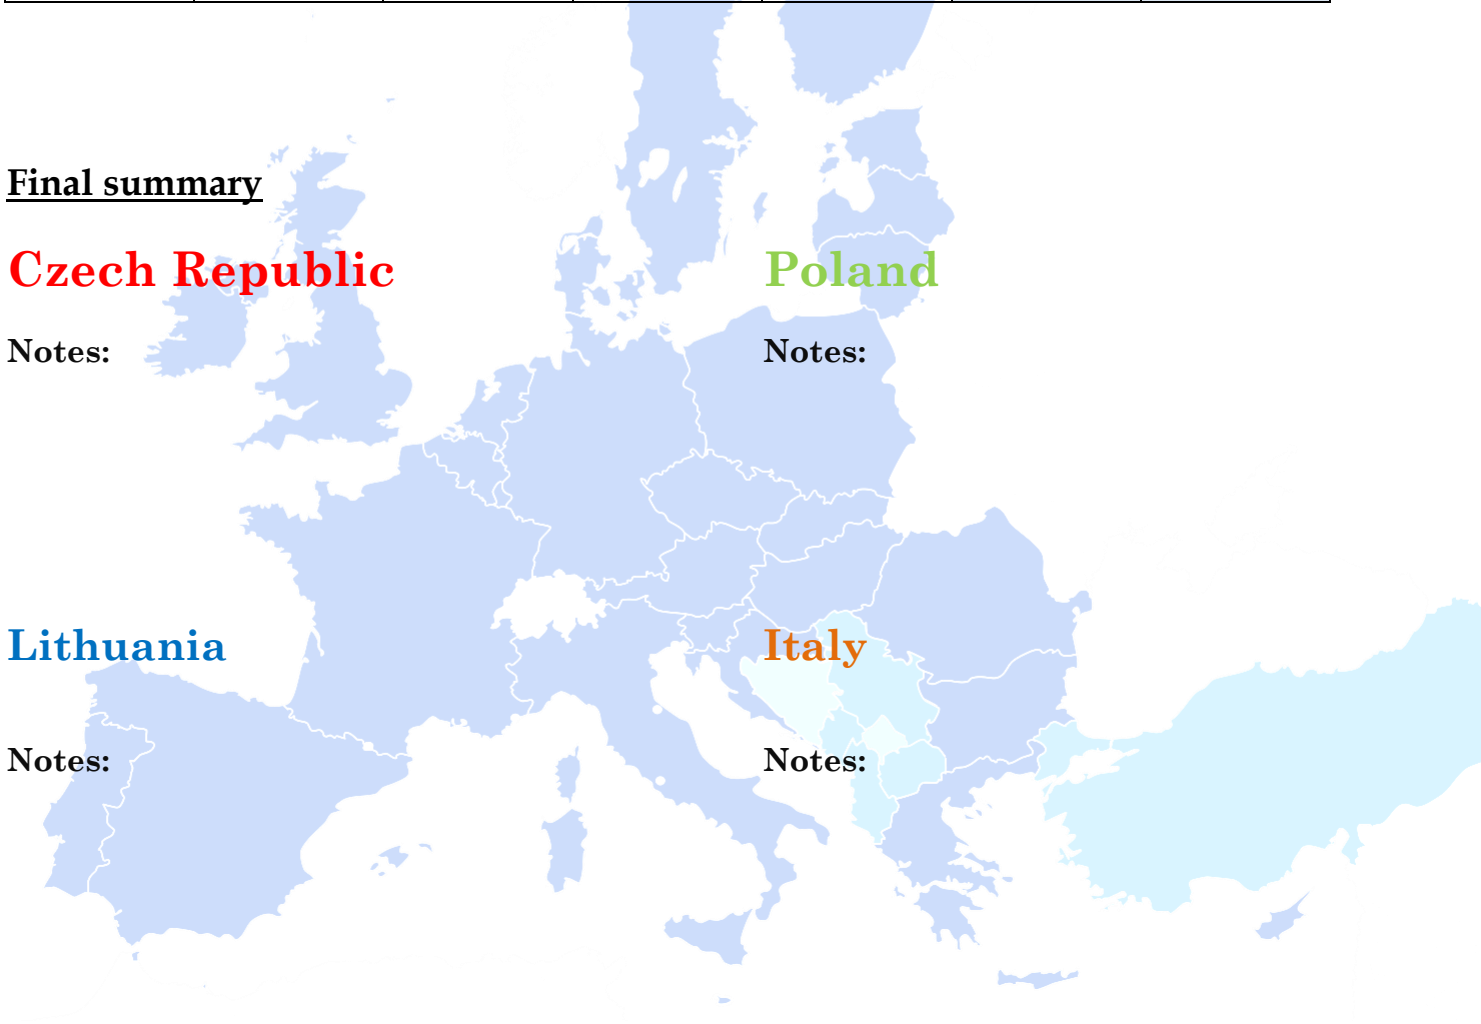 Final summary
Czech Republic
Poland
Notes:
Notes:
Lithuania
Italy
Notes:
Notes: